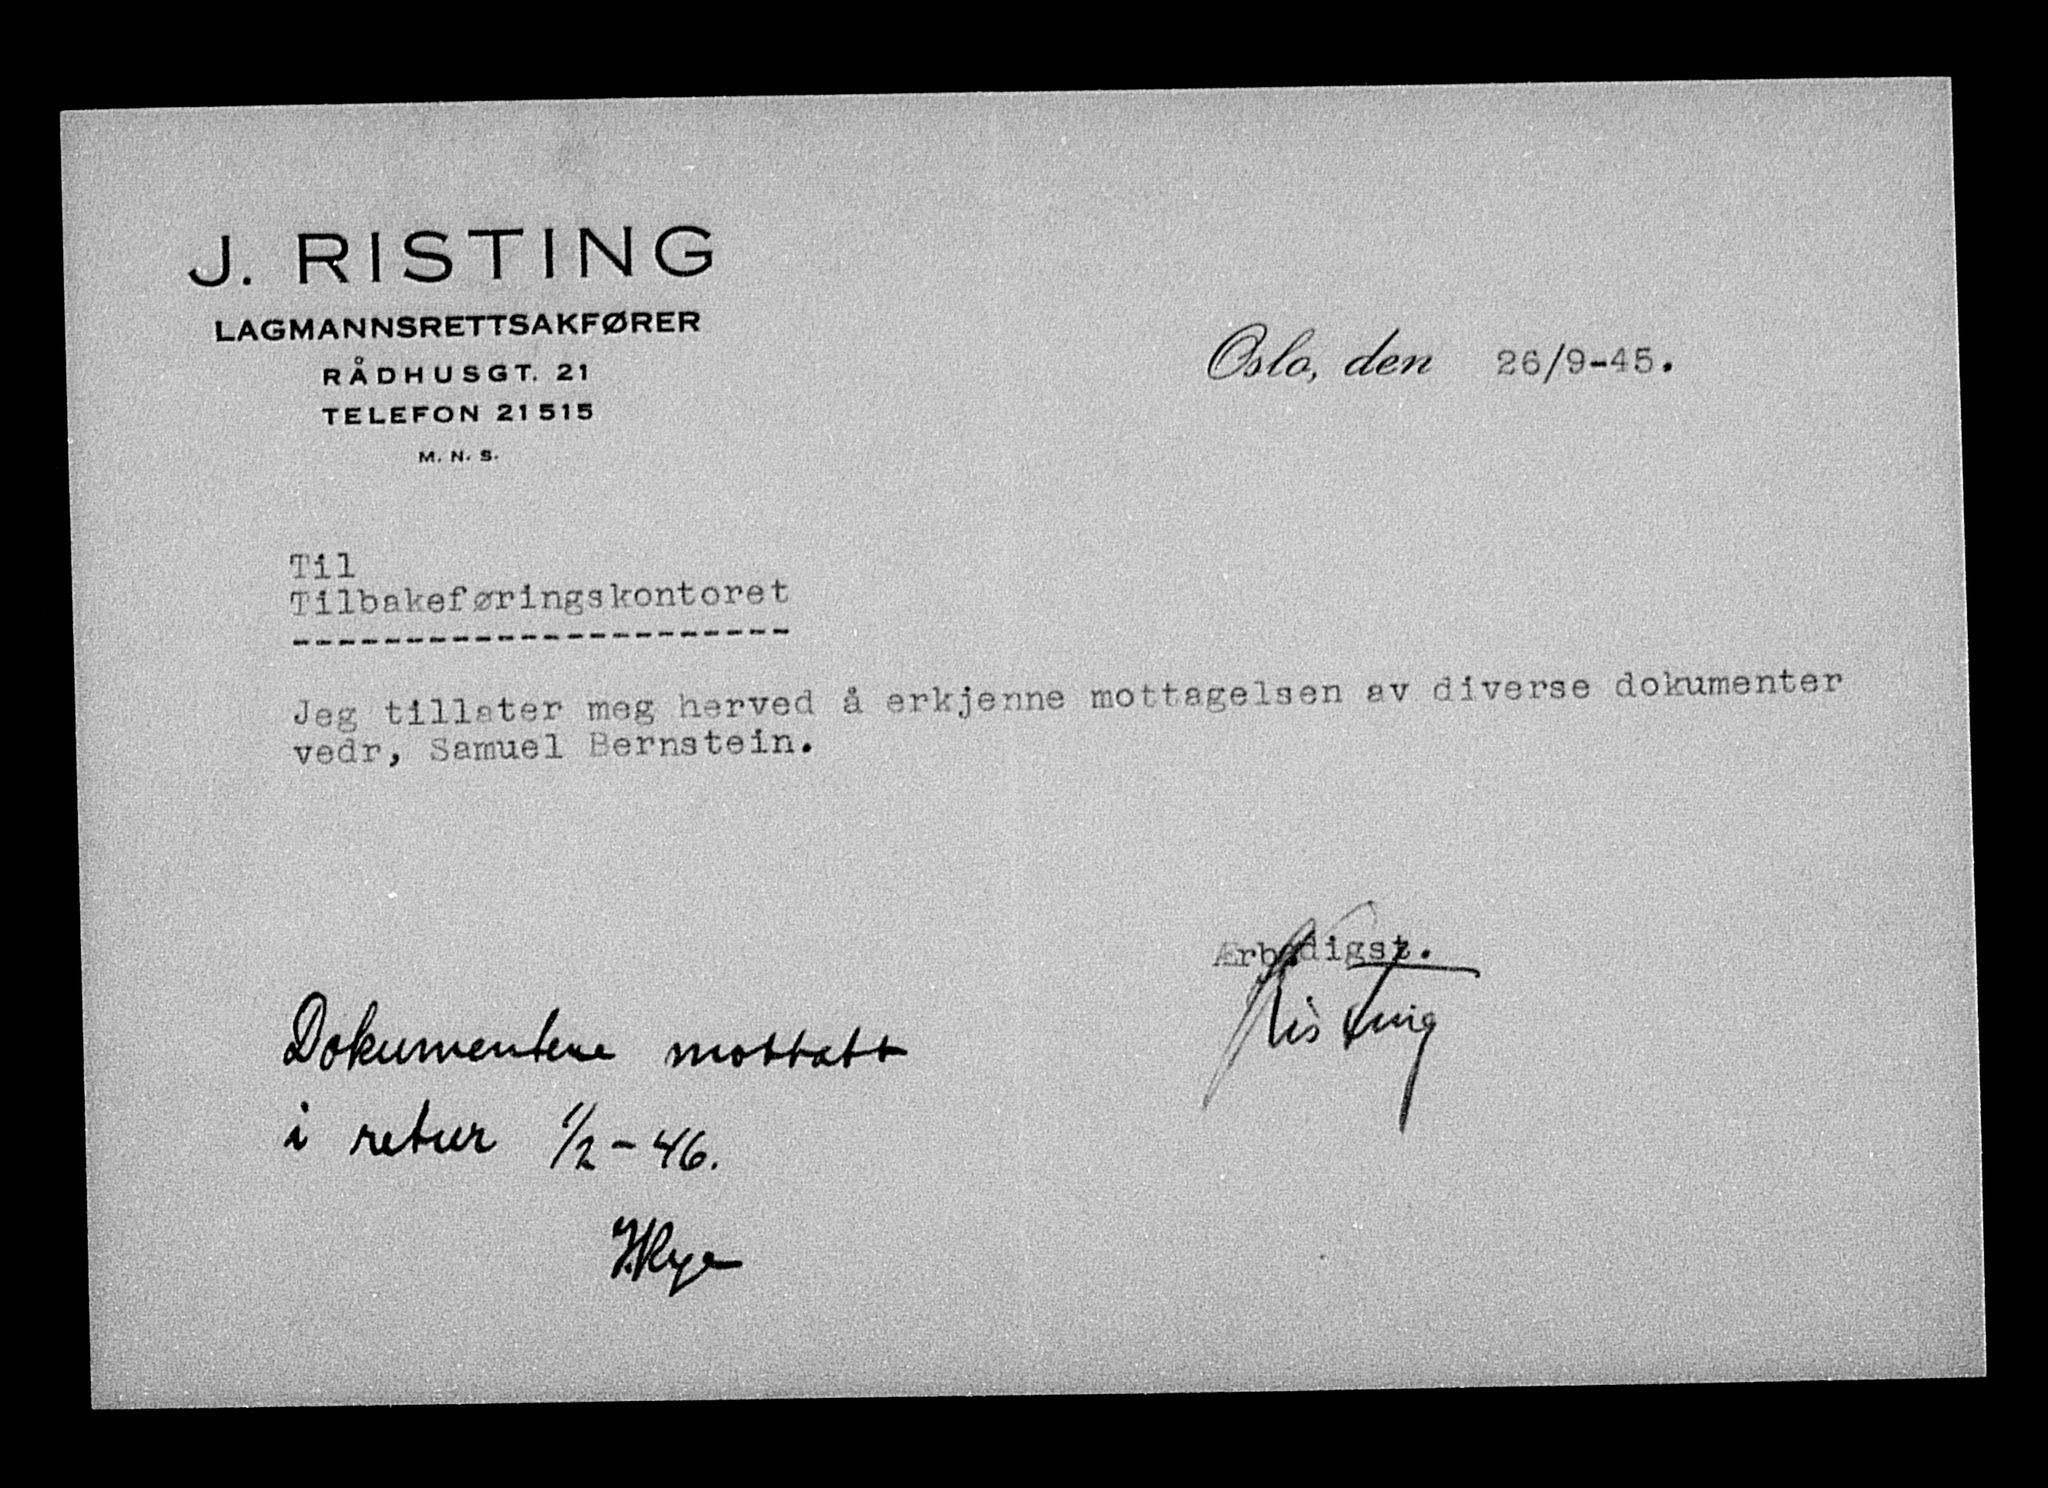 J. RISTING
LAGMANNSRETTSAKFØRER
RÅDHUSGT. 21
TELEFON 21515
M. N. S.
Oslo, den 26/9-45.
Til
Tilbakeføringskontoret
----------------------
Jeg tillater meg herved å erkjenne mottagelsen av diverse dokumenter
vedr, Samuel Bernstein.
Ærbødigst.
Risting
Dokumentene mottatt
i retur 1/2-46.